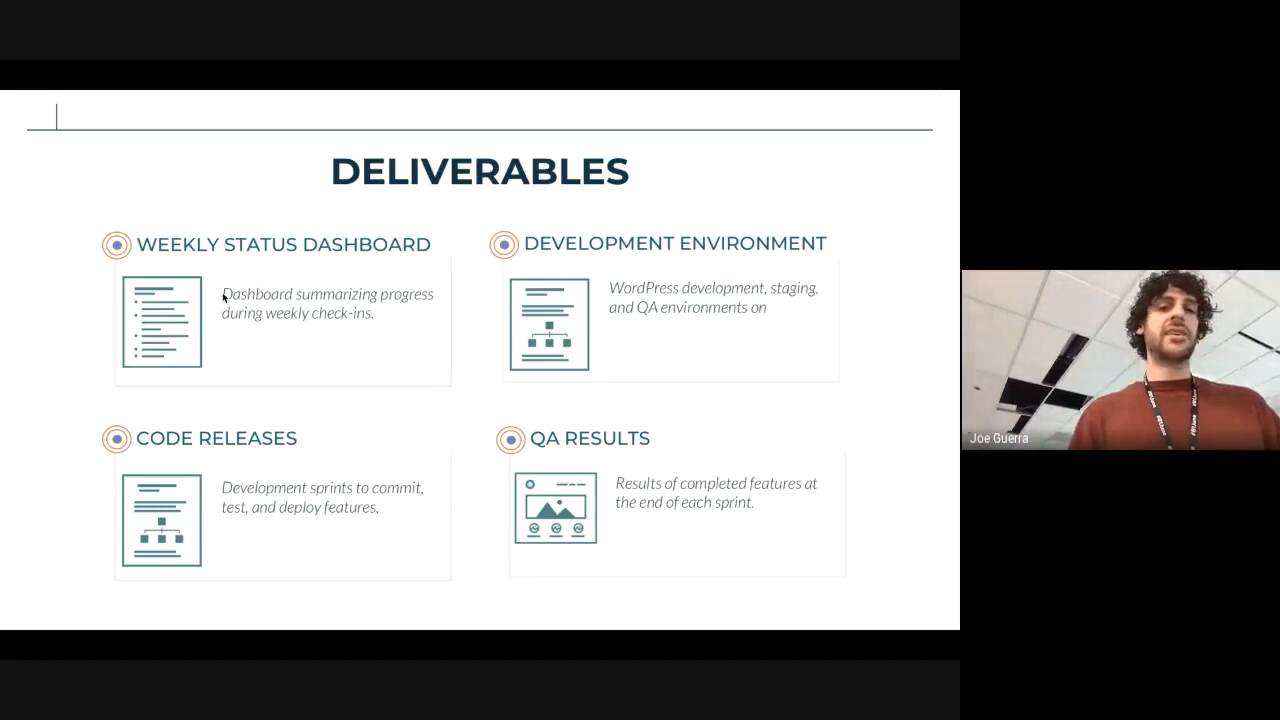 DELIVERABLES
WEEKLY STATUS DASHBOARD
Dashboard summarizing progress
during weekly check-ins.
DEVELOPMENT ENVIRONMENT
WordPress development, staging,
and QA environments on
CODE RELEASES
Development sprints to commit,
test, and deploy features,
QA RESULTS
Results of completed features at
the end of each sprint.
Joe Guerra